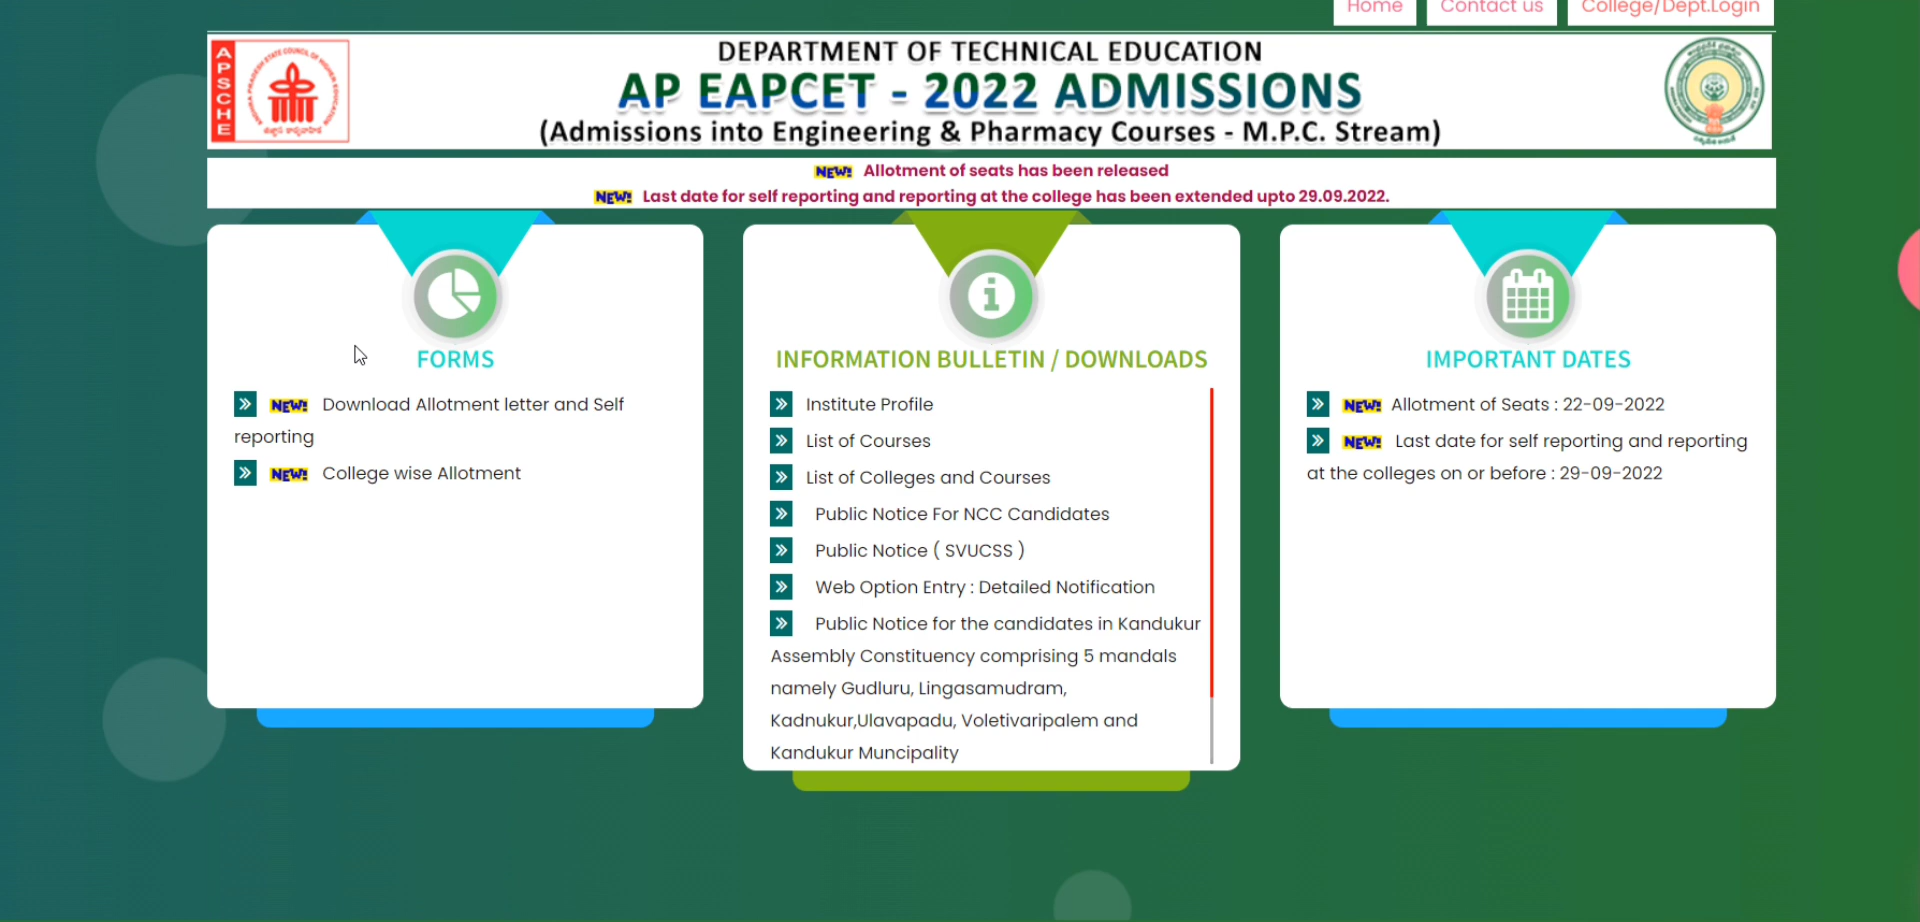 Home
Contact us
College/Dept.Login
APSCHE
DEPARTMENT OF TECHNICAL EDUCATION
AP EAPCET - 2022 ADMISSIONS
(Admissions into Engineering & Pharmacy Courses - M.P.C. Stream)
NEW! Allotment of seats has been released
NEW! Last date for self reporting and reporting at the college has been extended upto 29.09.2022.
FORMS
NEW! Download Allotment letter and Self
reporting
NEW! College wise Allotment
INFORMATION BULLETIN / DOWNLOADS
Institute Profile
List of Courses
List of Colleges and Courses
Public Notice For NCC Candidates
Public Notice ( SVUCSS )
Web Option Entry : Detailed Notification
Public Notice for the candidates in Kandukur
Assembly Constituency comprising 5 mandals
namely Gudluru, Lingasamudram,
Kadnukur,Ulavapadu, Voletivaripalem and
Kandukur Muncipality
IMPORTANT DATES
NEW! Allotment of Seats : 22-09-2022
NEW! Last date for self reporting and reporting
at the colleges on or before : 29-09-2022